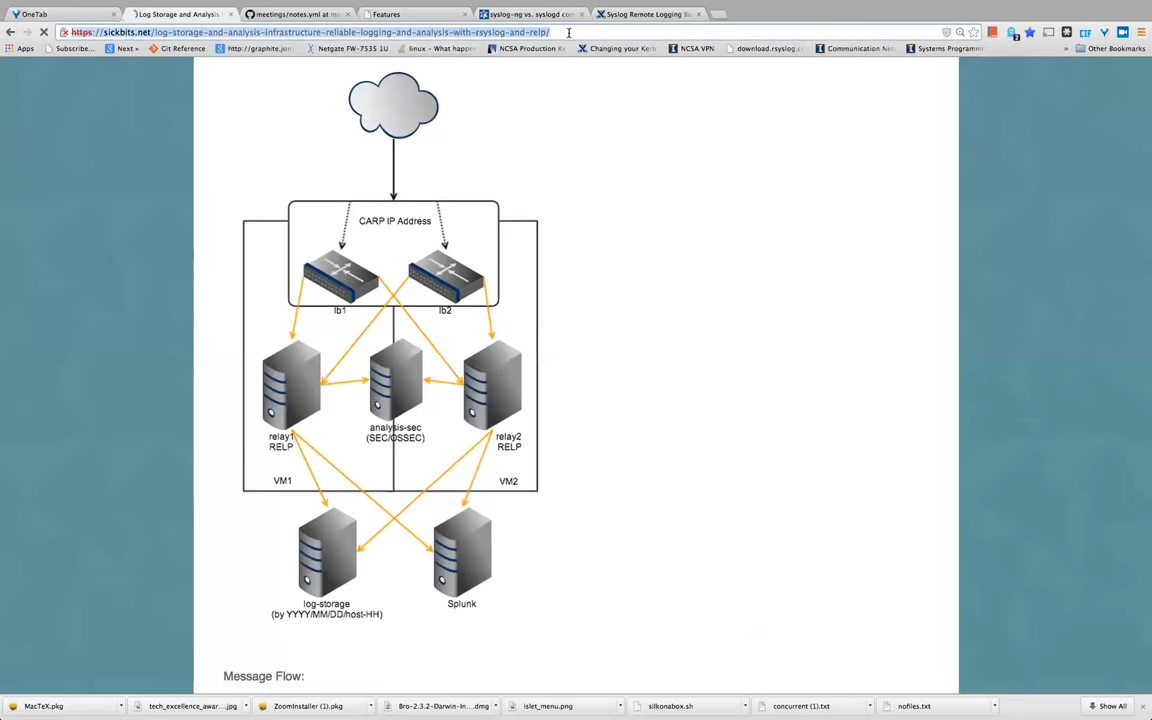 OneTab
Log Storage and Analysis I
meetings/notes.yml at mas
Features
syslog-ng vs. syslogd con
Syslog Remote Logging B
https://sickbits.net/log-storage-and-analysis-infrastructure-reliable-logging-and-analysis-with-rsyslog-and-relp/
Apps
Subscribe...
Next »
Git Reference
http://graphite.jon
Netgate FW-7535 1U
linux - What happen
NCSA Production Ke
Changing your Kerb
NCSA VPN
download.rsyslog.c
Communication Net
Systems Programm
»
Other Bookmarks
CARP IP Address
lb1
lb2
relay1
RELP
analysis-sec
(SEC/OSSEC)
relay2
RELP
VM1
VM2
log-storage
(by YYYY/MM/DD/host-HH)
Splunk
Message Flow:
MacTeX.pkg
tech_excellence_awar....jpg
ZoomInstaller (1).pkg
Bro-2.3.2-Darwin-In....dmg
islet_menu.png
silkonabox.sh
concurrent (1).txt
nofiles.txt
Show All